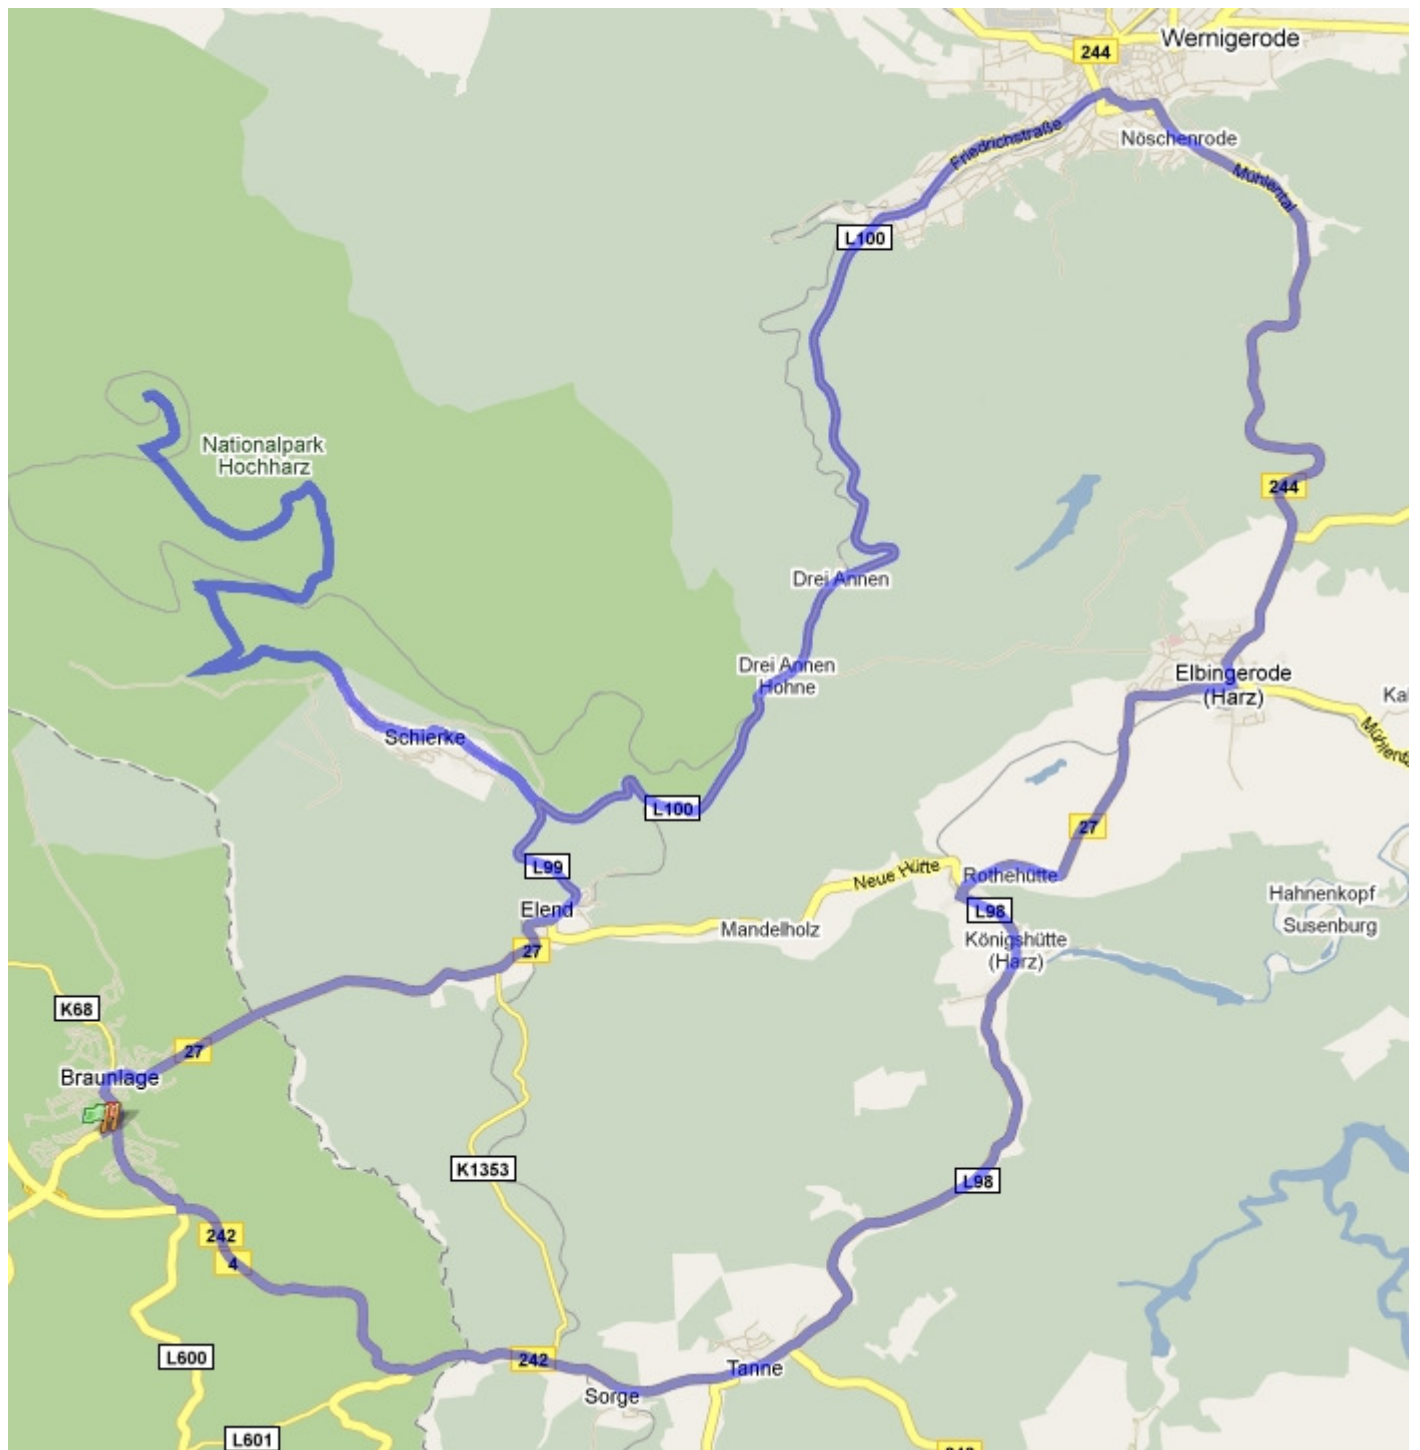 Wernigerode
244
Friedrichstraße
Nöschenrode
Mühlental
L100
Nationalpark
Hochharz
244
Drei Annen
Drei Annen
Hohne
Elbingerode
(Harz)
Schierke
L100
27
L99
Neue Hütte
Rothehütte
Elend
L98
Hahnenkopf
Susenburg
Mandelholz
Königshütte
(Harz)
27
K68
27
Braunlage
K1353
L98
242
4
L600
242
Tanne
Sorge
L601